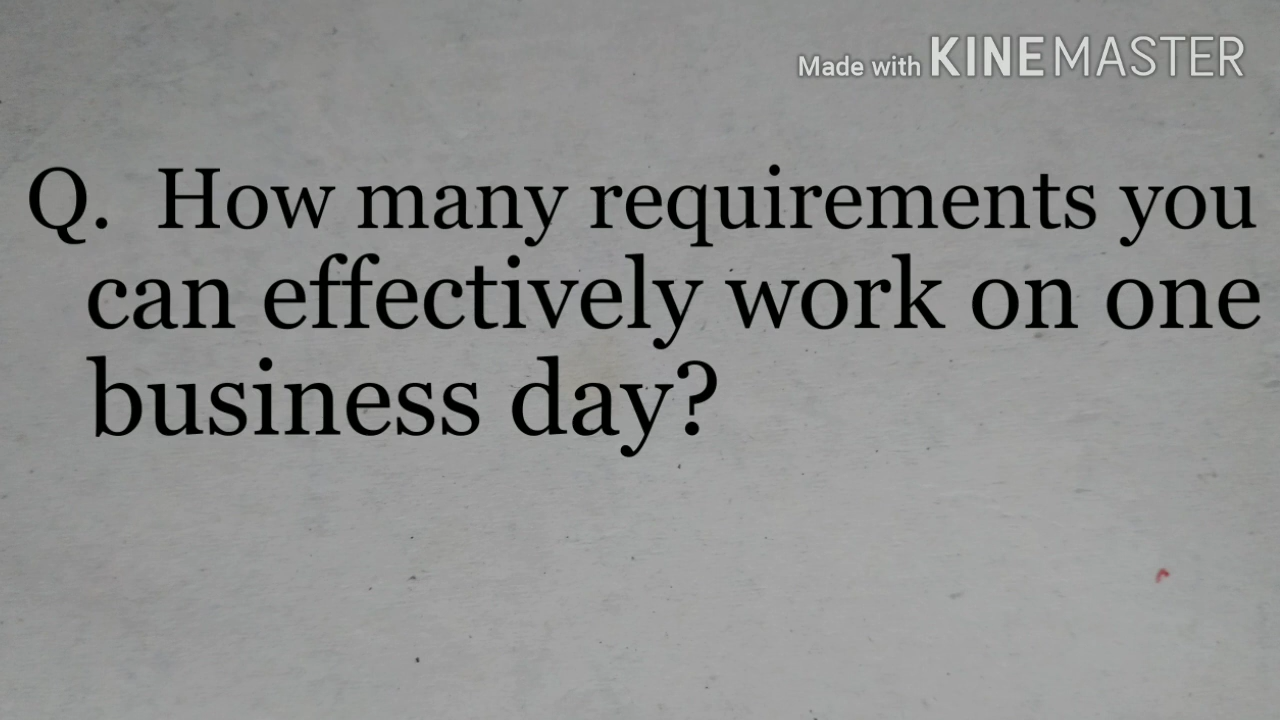 Made with KINEMASTER
Q. How many requirements you
can effectively work on one
business day?